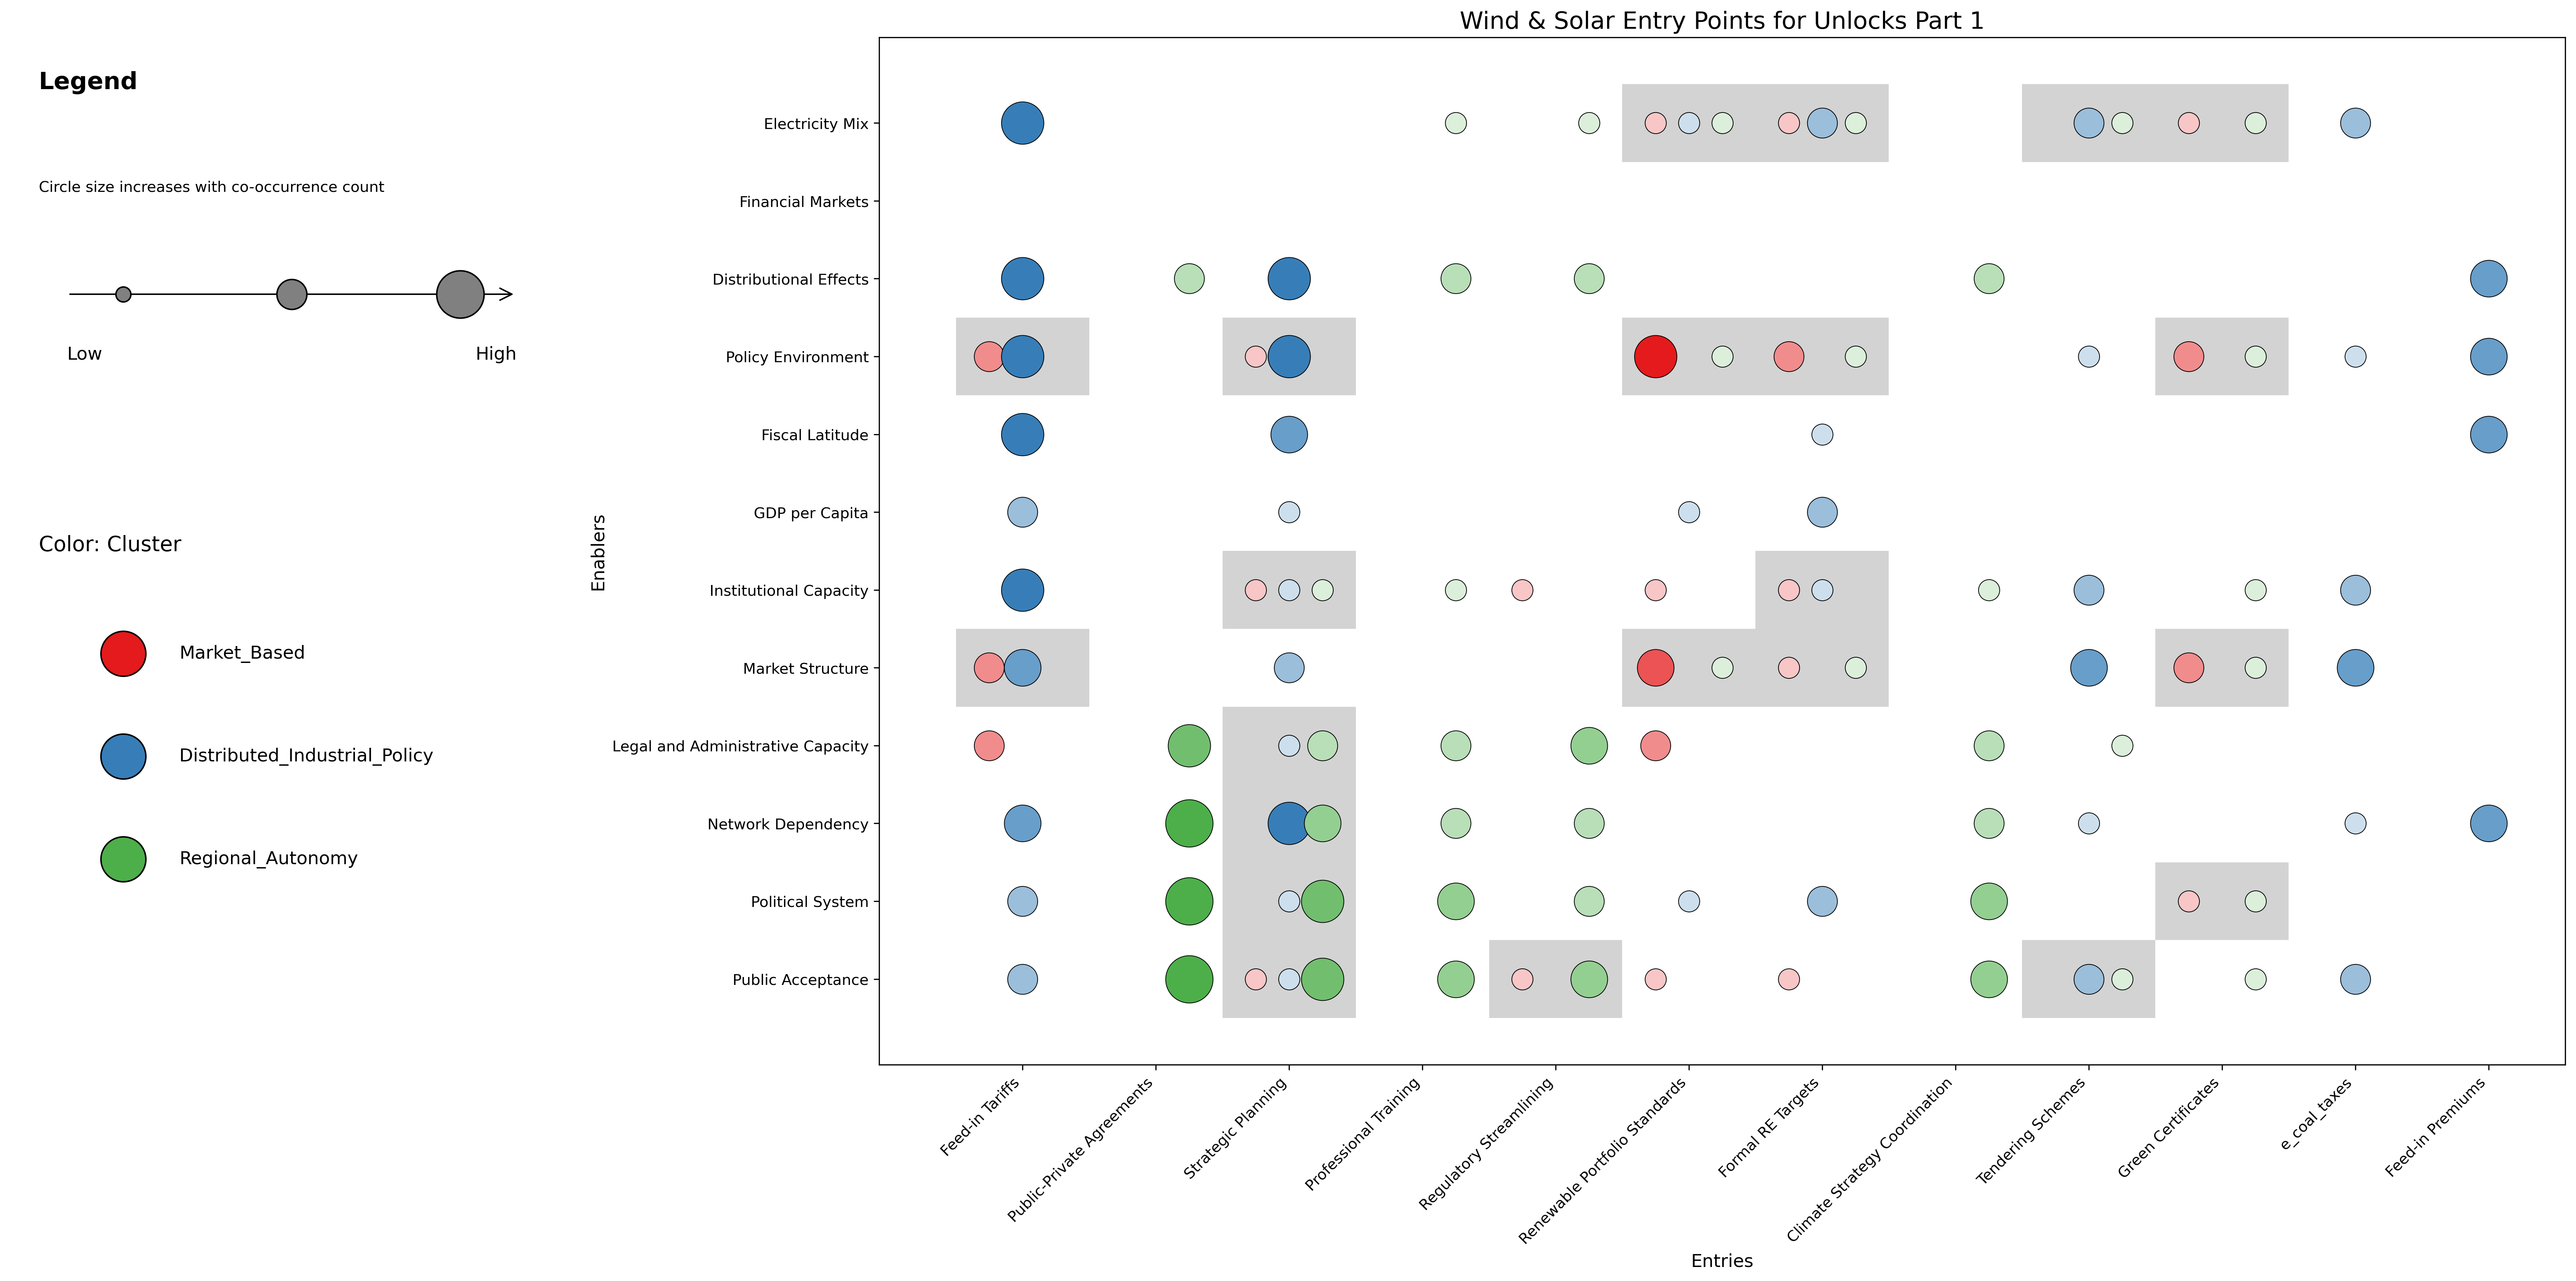 Wind & Solar Entry Points for Unlocks Part 1
Legend
Circle size increases with co-occurrence count
Low
High
Color: Cluster
Market_Based
Distributed_Industrial_Policy
Regional_Autonomy
Enablers
Electricity Mix
Financial Markets
Distributional Effects
Policy Environment
Fiscal Latitude
GDP per Capita
Institutional Capacity
Market Structure
Legal and Administrative Capacity
Network Dependency
Political System
Public Acceptance
Feed-in Tariffs
Public-Private Agreements
Strategic Planning
Professional Training
Regulatory Streamlining
Renewable Portfolio Standards
Formal RE Targets
Climate Strategy Coordination
Tendering Schemes
Green Certificates
e_coal_taxes
Feed-in Premiums
Entries